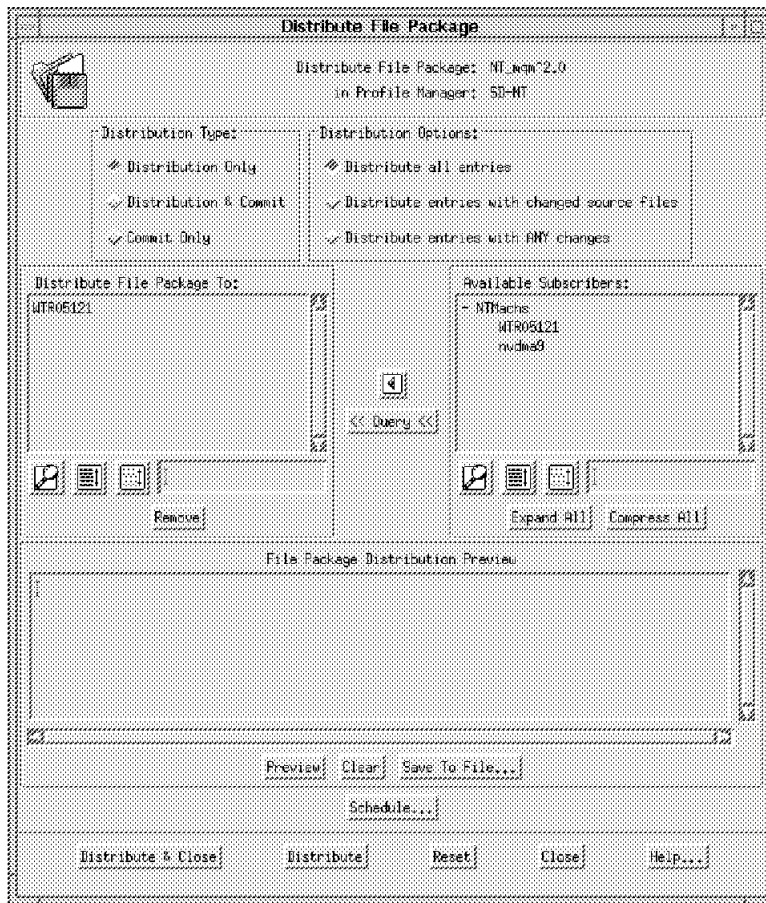 Distribute File Package
Distribute File Package: NT_mqm^2.0
in Profile Manager: SD-NT
Distribution Type:
Distribution Only
Distribution & Commit
Commit Only
Distribution Options:
Distribute all entries
Distribute entries with changed source files
Distribute entries with ANY changes
Distribute File Package To:
WTR05121
Remove
<< Query <<
Available Subscribers:
- NTMachs
WTR05121
nvdma9
Expand All
Compress All
File Package Distribution Preview
Preview
Clear
Save To File...
Schedule...
Distribute & Close
Distribute
Reset
Close
Help...